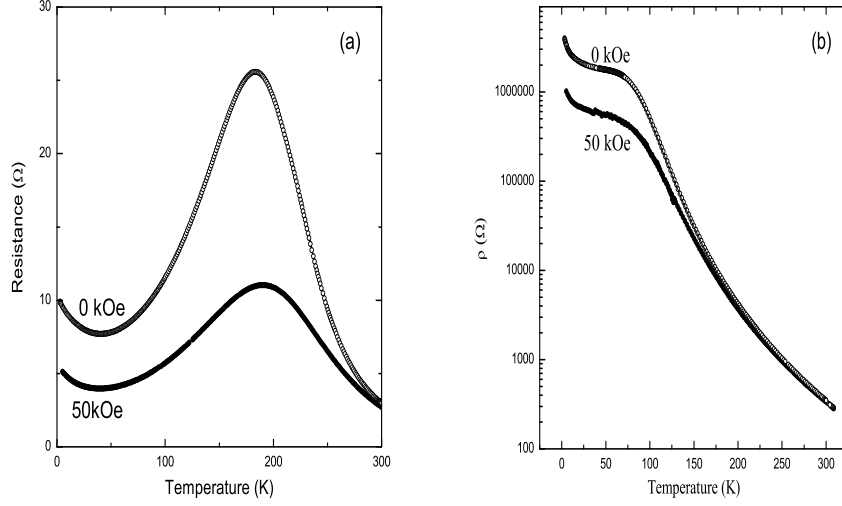 30
20
10
0
0
100
200
300
Resistance (Ω)
Temperature (K)
(a)
0 kOe
50kOe
1000000
100000
10000
1000
100
0
50
100
150
200
250
300
ρ (Ω)
Temperature (K)
(b)
0 kOe
50 kOe